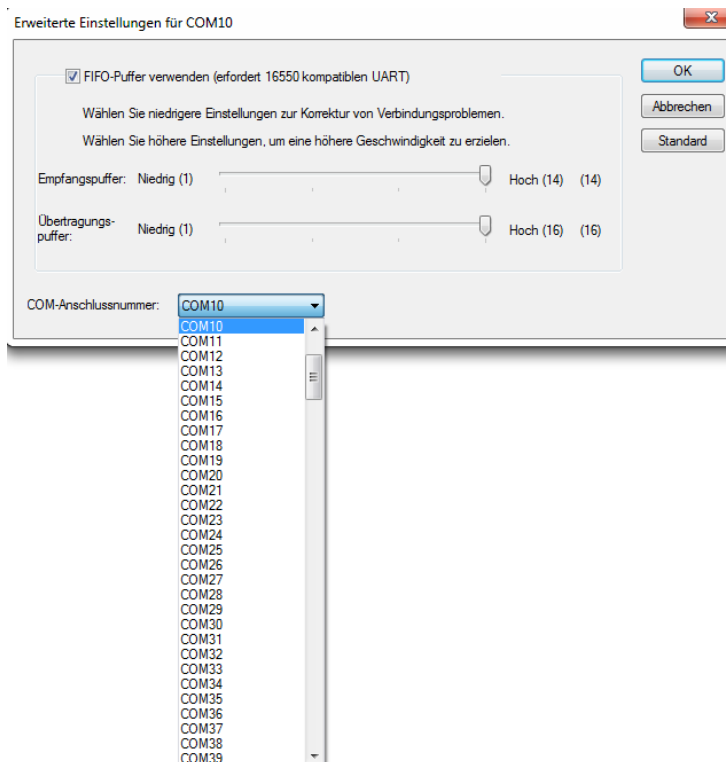 Erweiterte Einstellungen für COM10
FIFO-Puffer verwenden (erfordert 16550 kompatiblen UART)
OK
Wählen Sie niedrigere Einstellungen zur Korrektur von Verbindungsproblemen.
Abbrechen
Wählen Sie höhere Einstellungen, um eine höhere Geschwindigkeit zu erzielen.
Standard
Empfangspuffer: Niedrig (1) Hoch (14) (14)
Übertragungs-
puffer: Niedrig (1) Hoch (16) (16)
COM-Anschlussnummer: COM10
COM10
COM11
COM12
COM13
COM14
COM15
COM16
COM17
COM18
COM19
COM20
COM21
COM22
COM23
COM24
COM25
COM26
COM27
COM28
COM29
COM30
COM31
COM32
COM33
COM34
COM35
COM36
COM37
COM38
COM39